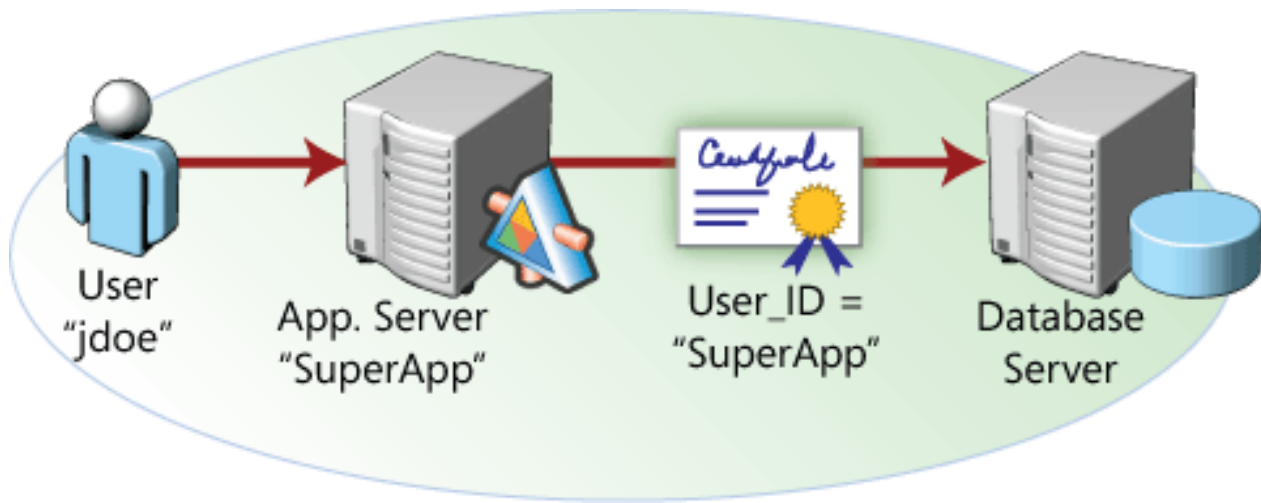 User
"jdoe"
App. Server
"SuperApp"
User_ID =
"SuperApp"
Database
Server